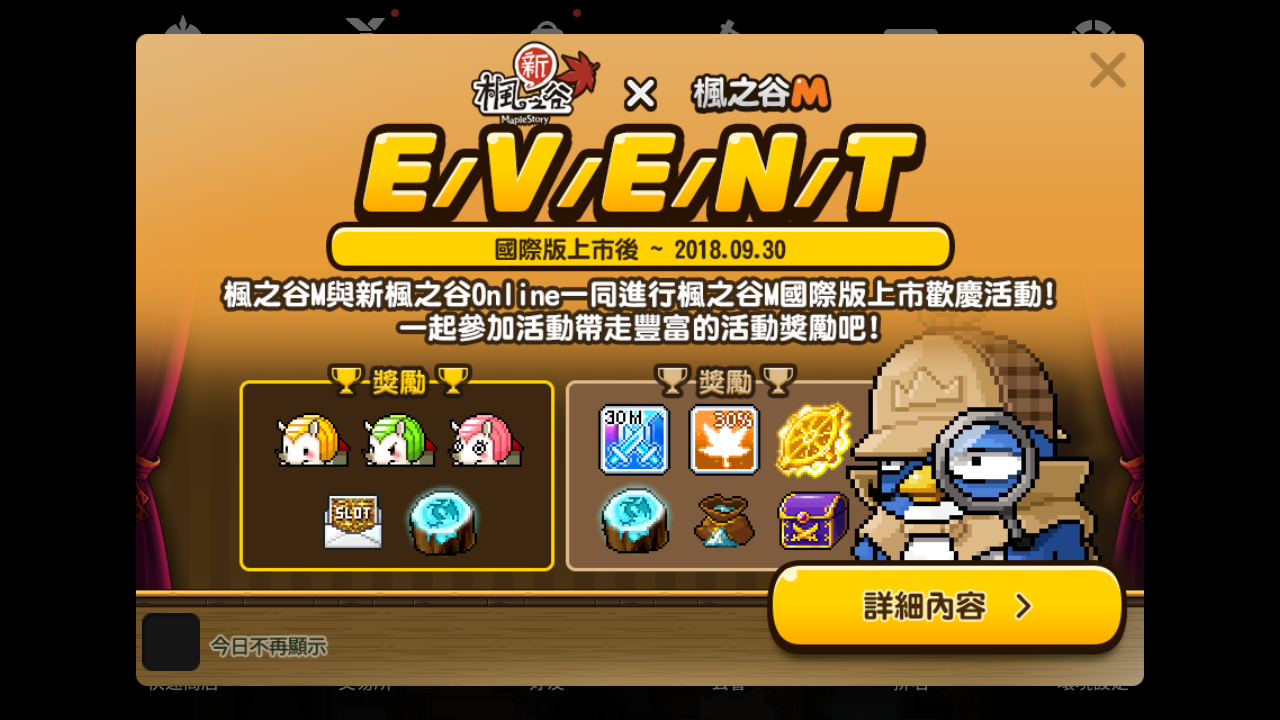 新
楓之谷
MapleStory
X
楓之谷M
E/V/E/N/T
國際版上市後 ~ 2018.09.30
楓之谷M與新楓之谷Online一同進行楓之谷M國際版上市歡慶活動!
一起參加活動帶走豐富的活動獎勵吧!
獎勵
獎勵
30M
30%
SLOT
詳細內容 >
今日不再顯示